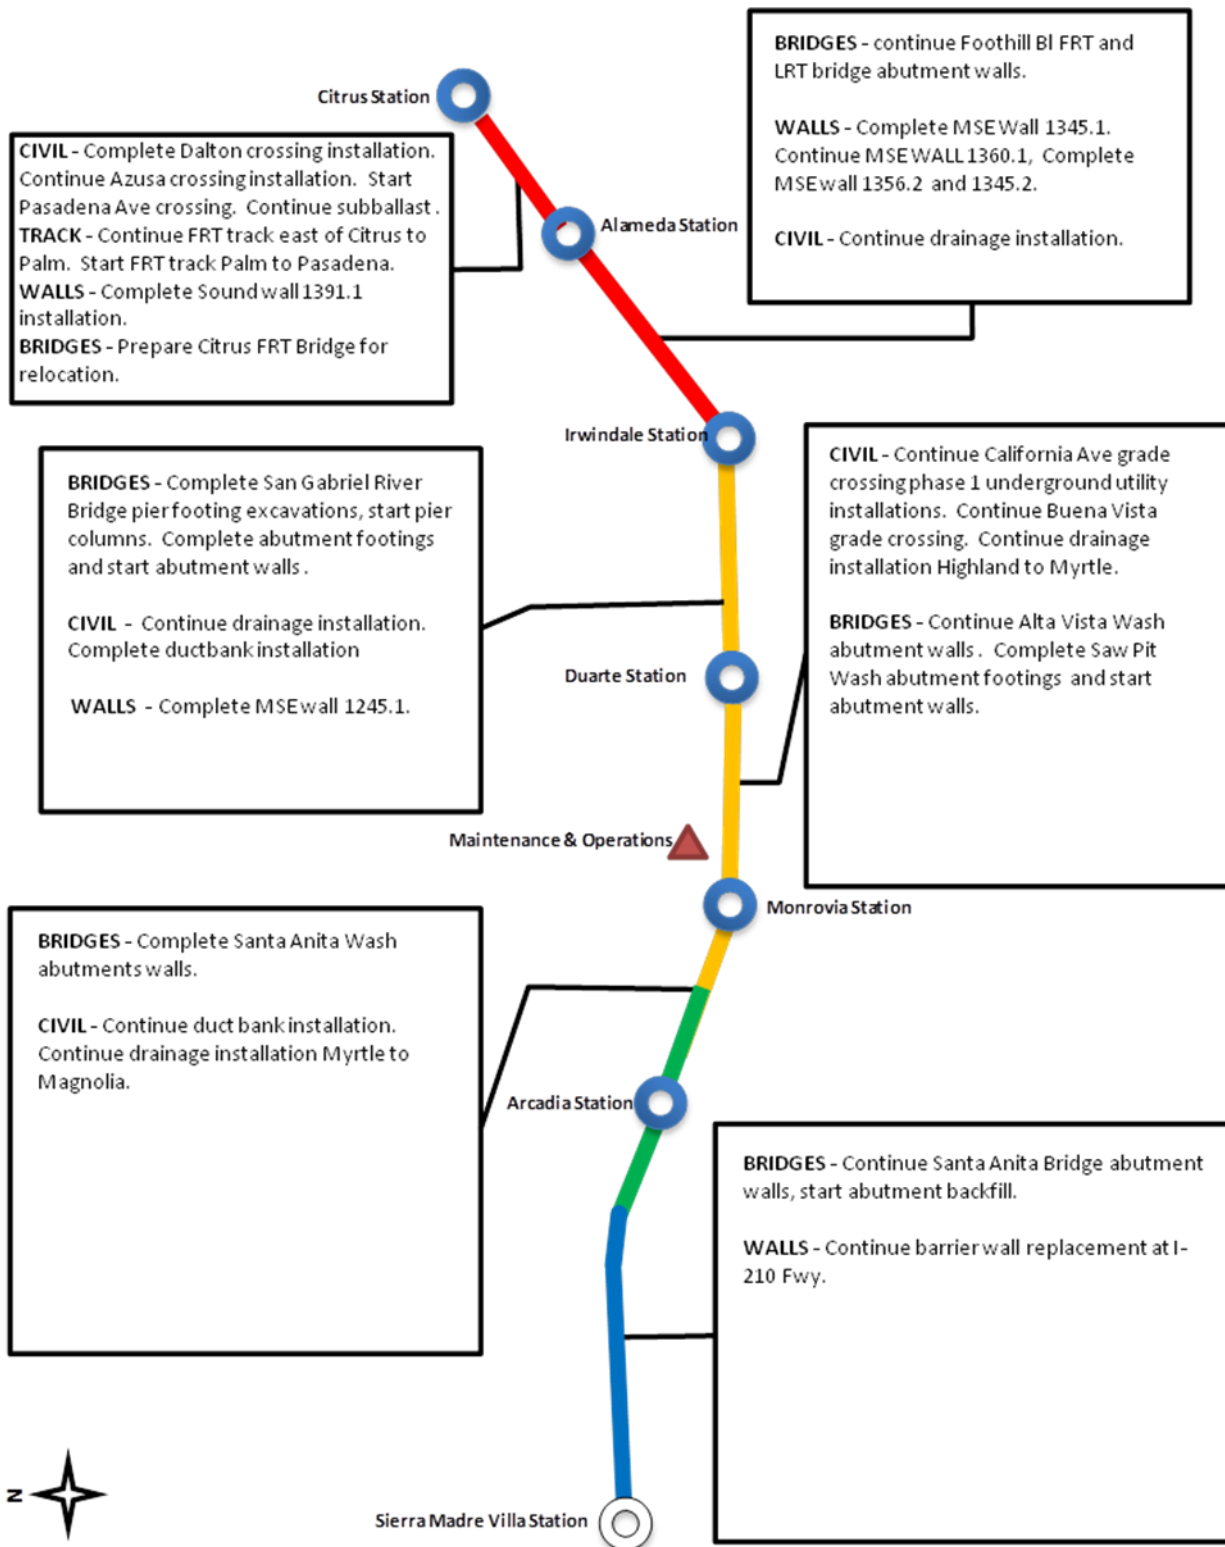 Citrus Station
BRIDGES - continue Foothill Bl FRT and
LRT bridge abutment walls.
WALLS - Complete MSE Wall 1345.1.
Continue MSE WALL 1360.1, Complete
MSE wall 1356.2 and 1345.2.
CIVIL - Continue drainage installation.
CIVIL - Complete Dalton crossing installation.
Continue Azusa crossing installation. Start
Pasadena Ave crossing. Continue subballast.
TRACK - Continue FRT track east of Citrus to
Palm. Start FRT track Palm to Pasadena.
WALLS - Complete Sound wall 1391.1
installation.
BRIDGES - Prepare Citrus FRT Bridge for
relocation.
Alameda Station
Irwindale Station
BRIDGES - Complete San Gabriel River
Bridge pier footing excavations, start pier
columns. Complete abutment footings
and start abutment walls.
CIVIL - Continue drainage installation.
Complete ductbank installation
WALLS - Complete MSE wall 1245.1.
CIVIL - Continue California Ave grade
crossing phase 1 underground utility
installations. Continue Buena Vista
grade crossing. Continue drainage
installation Highland to Myrtle.
BRIDGES - Continue Alta Vista Wash
abutment walls. Complete Saw Pit
Wash abutment footings and start
abutment walls.
Duarte Station
Maintenance & Operations
Monrovia Station
BRIDGES - Complete Santa Anita Wash
abutments walls.
CIVIL - Continue duct bank installation.
Continue drainage installation Myrtle to
Magnolia.
Arcadia Station
BRIDGES - Continue Santa Anita Bridge abutment
walls, start abutment backfill.
WALLS - Continue barrier wall replacement at I-
210 Fwy.
N
Sierra Madre Villa Station